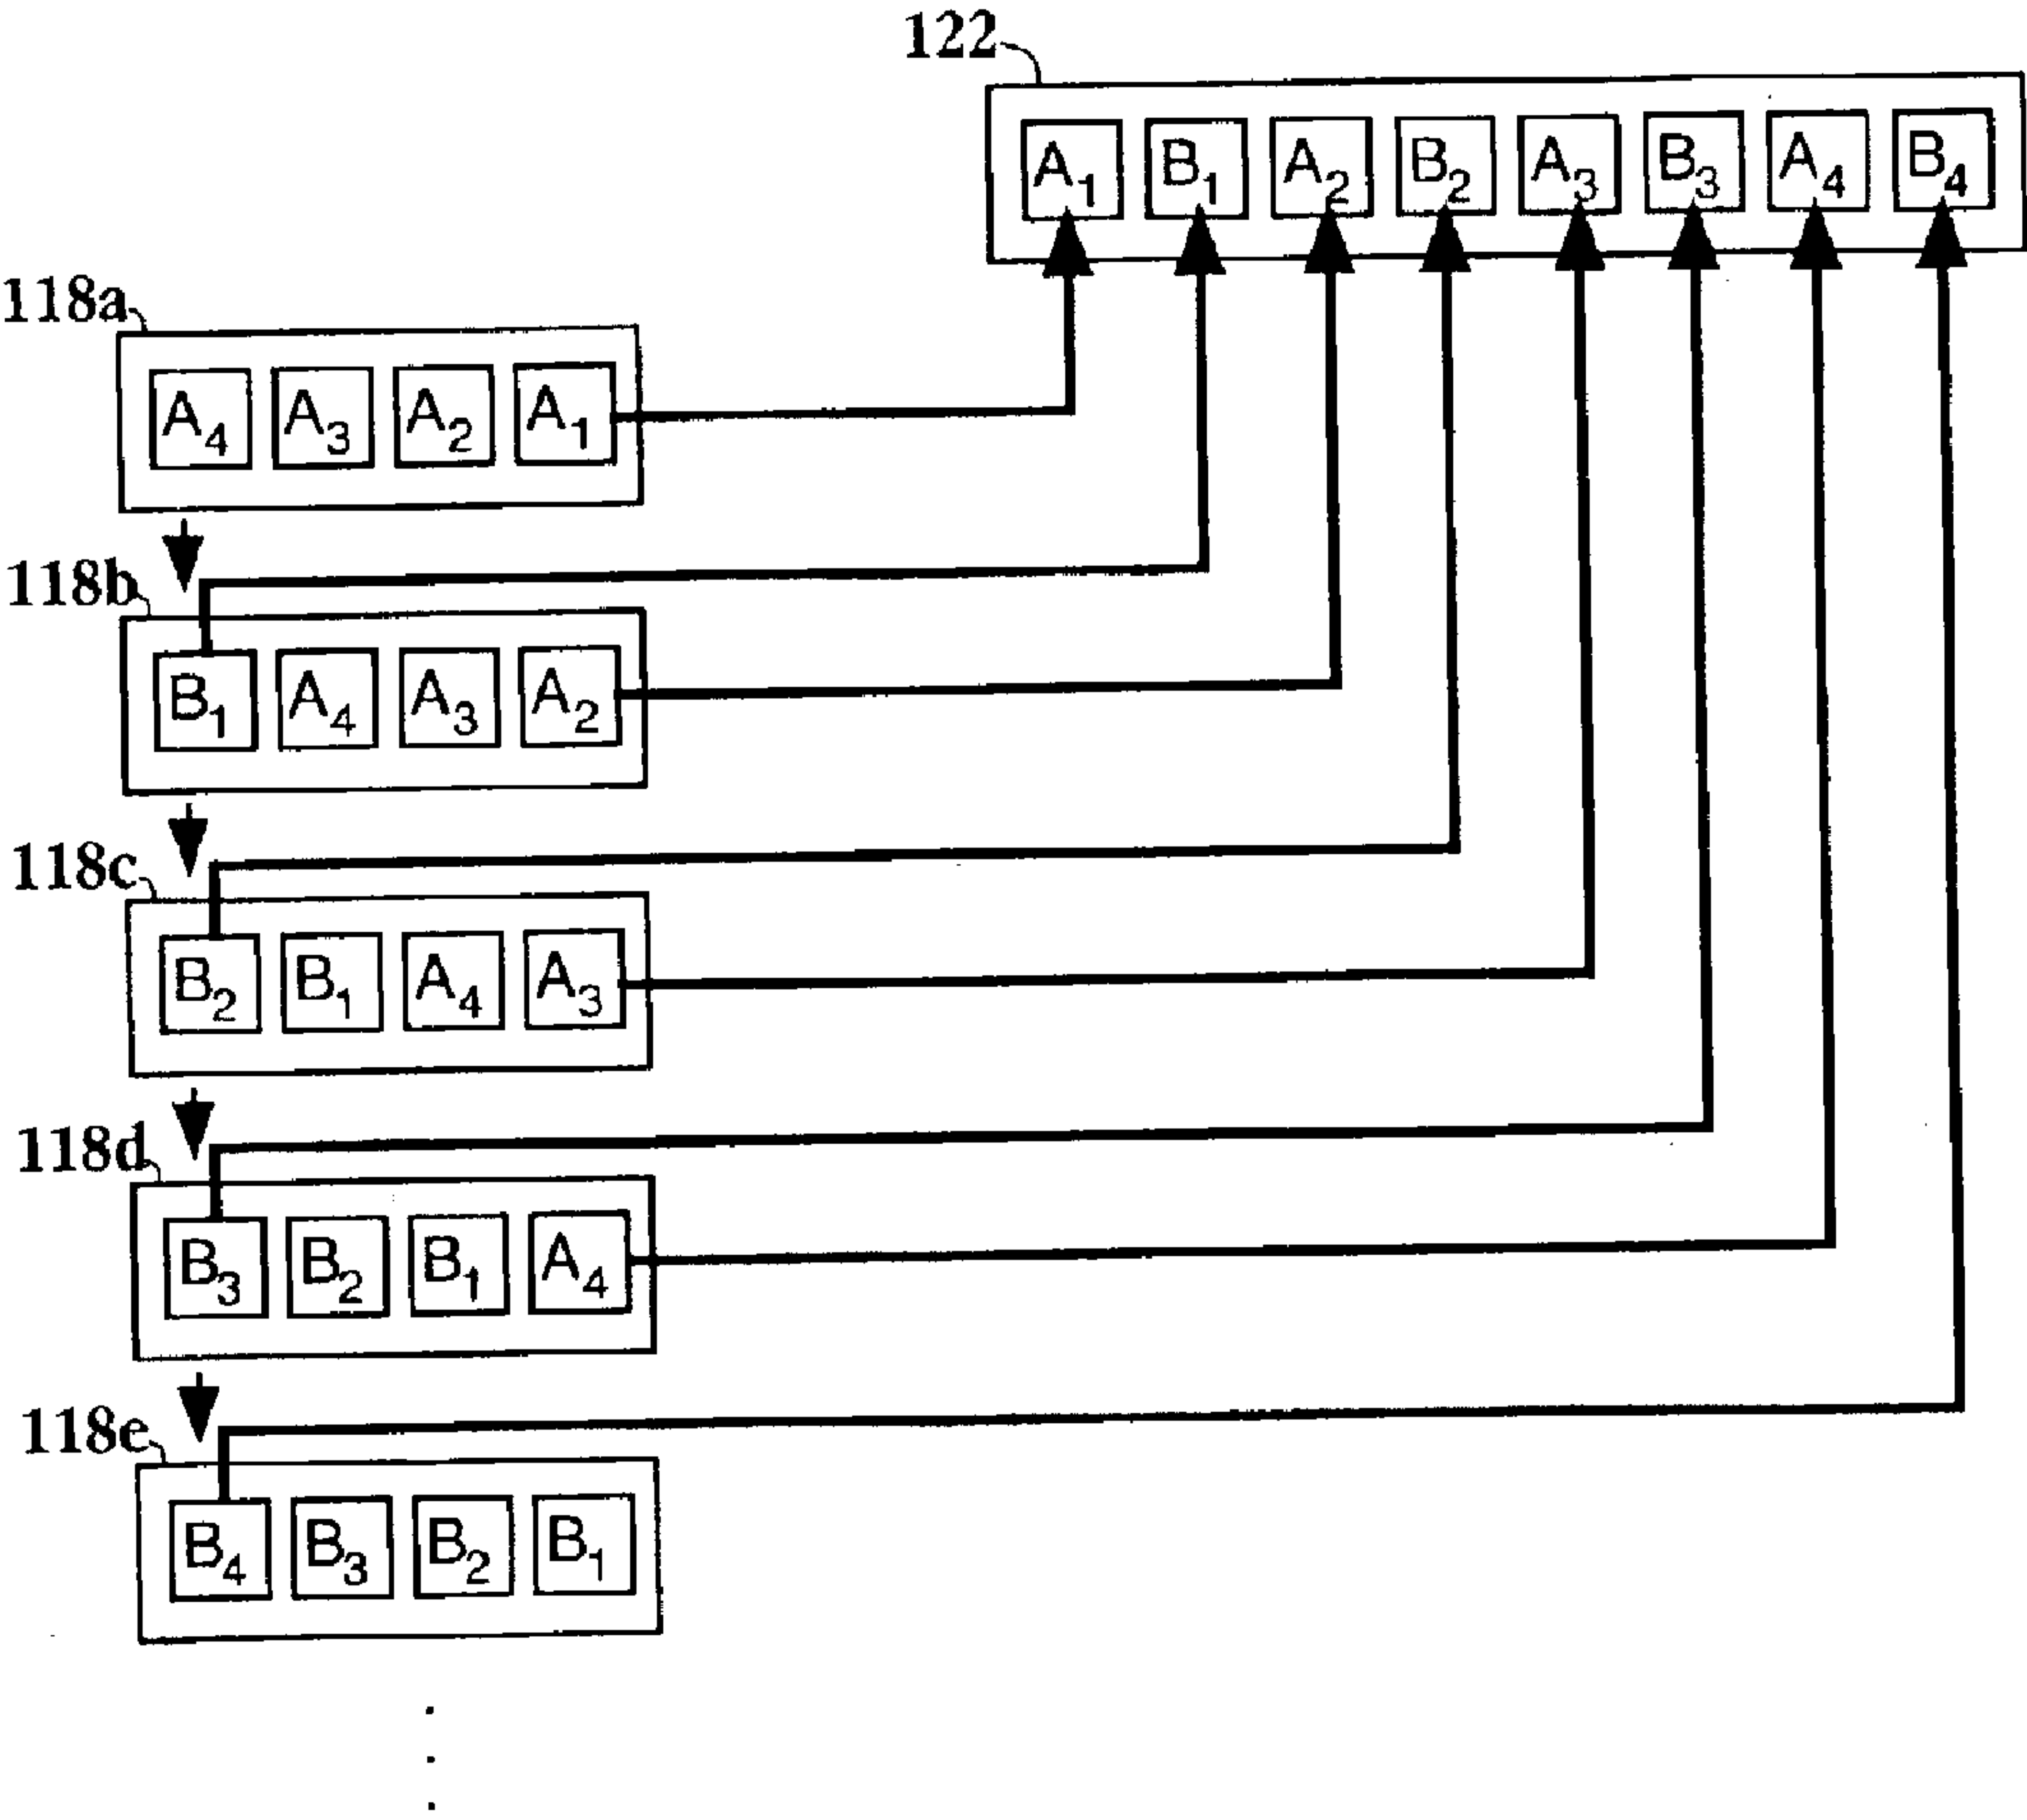 122
A1 B1 A2 B2 A3 B3 A4 B4
118a
A4 A3 A2 A1
118b
B1 A4 A3 A2
118c
B2 B1 A4 A3
118d
B3 B2 B1 A4
118e
B4 B3 B2 B1